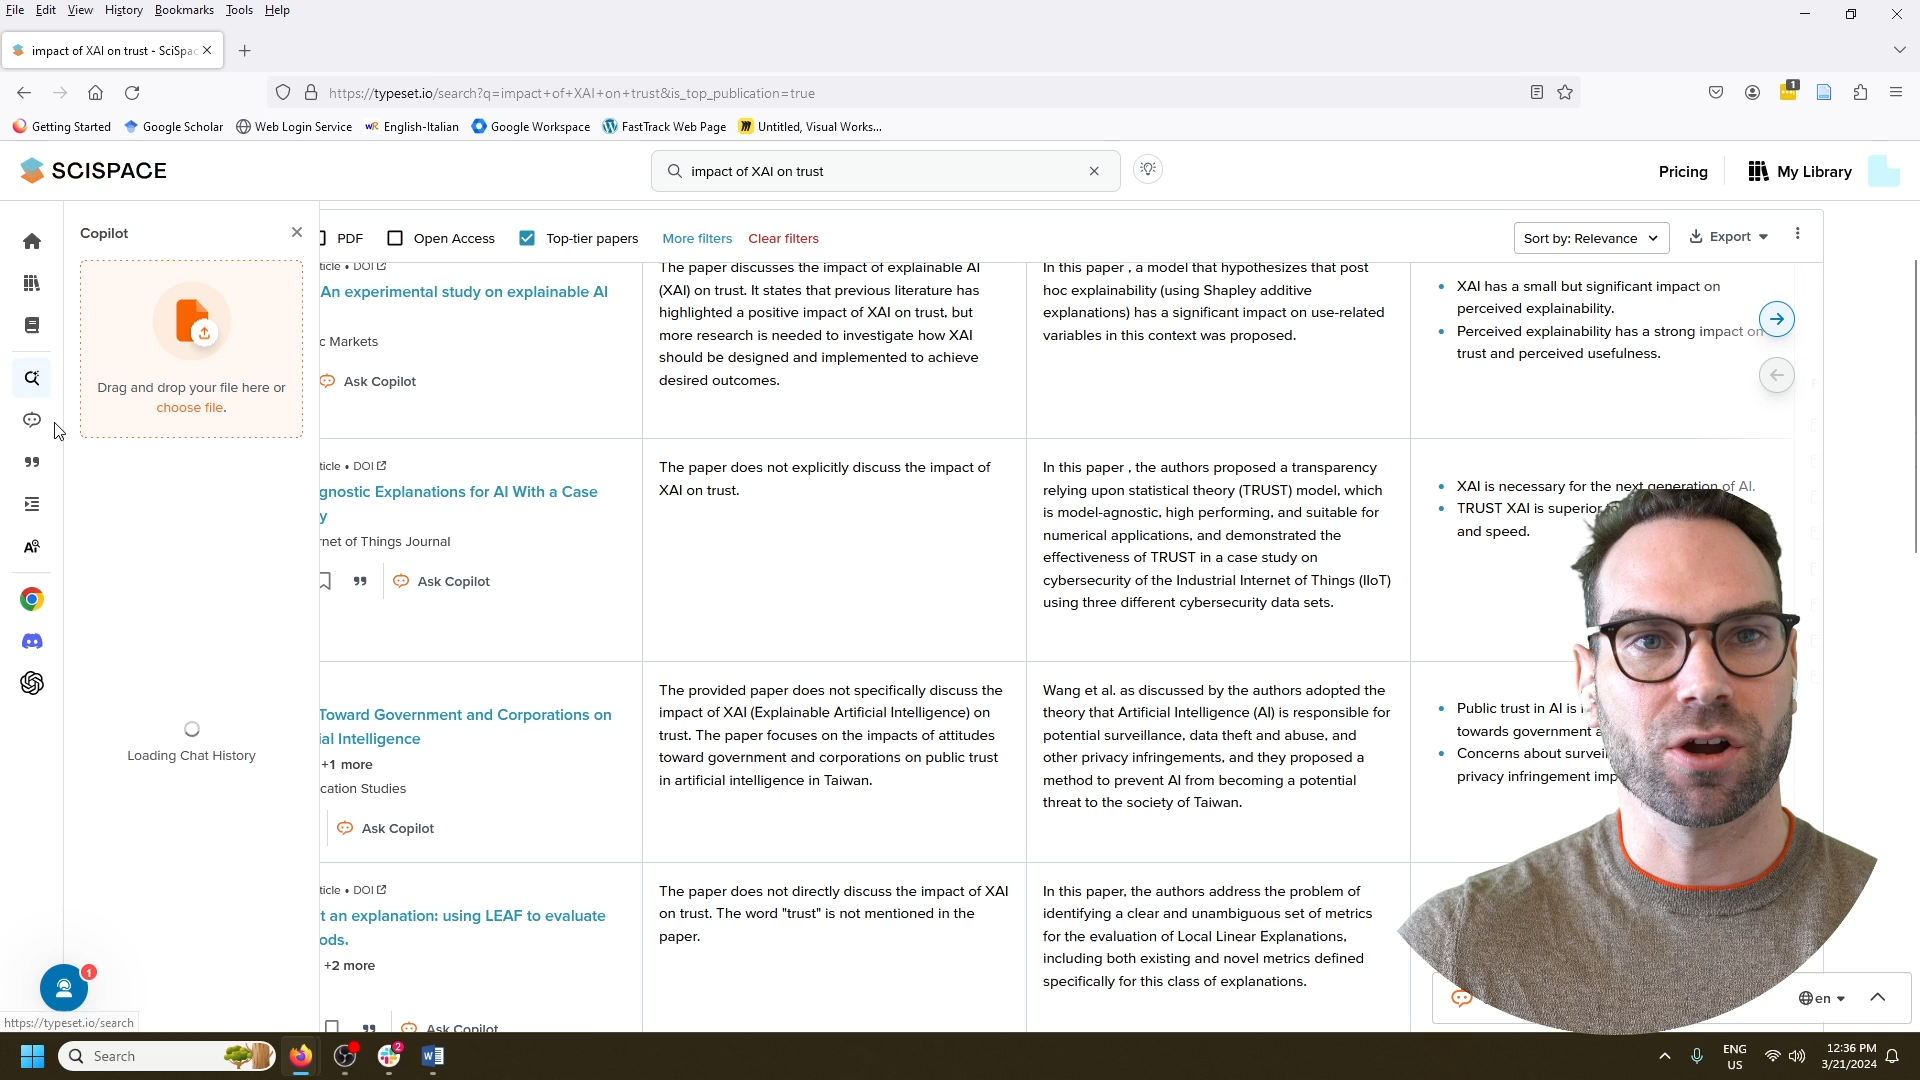 File Edit View History Bookmarks Tools Help
impact of XAI on trust - SciSpac
https://typeset.io/search?q=impact+of+XAI+on+trust&is_top_publication=true
1
Getting Started Google Scholar Web Login Service English-Italian Google Workspace FastTrack Web Page Untitled, Visual Works...
SCISPACE
impact of XAI on trust
Pricing
My Library
Copilot
Drag and drop your file here or
choose file.
Loading Chat History
PDF Open Access Top-tier papers More filters Clear filters
Sort by: Relevance Export
ticle • DOI
An experimental study on explainable AI
c Markets
Ask Copilot
The paper discusses the impact of explainable AI
(XAI) on trust. It states that previous literature has
highlighted a positive impact of XAI on trust, but
more research is needed to investigate how XAI
should be designed and implemented to achieve
desired outcomes.
In this paper , a model that hypothesizes that post
hoc explainability (using Shapley additive
explanations) has a significant impact on use-related
variables in this context was proposed.
• XAI has a small but significant impact on
perceived explainability.
• Perceived explainability has a strong impact on
trust and perceived usefulness.
ticle • DOI
gnostic Explanations for AI With a Case
y
rnet of Things Journal
Ask Copilot
The paper does not explicitly discuss the impact of
XAI on trust.
In this paper , the authors proposed a transparency
relying upon statistical theory (TRUST) model, which
is model-agnostic, high performing, and suitable for
numerical applications, and demonstrated the
effectiveness of TRUST in a case study on
cybersecurity of the Industrial Internet of Things (IIoT)
using three different cybersecurity data sets.
• XAI is necessary for the next generation of AI.
• TRUST XAI is superior
and speed.
Toward Government and Corporations on
ial Intelligence
+1 more
cation Studies
Ask Copilot
The provided paper does not specifically discuss the
impact of XAI (Explainable Artificial Intelligence) on
trust. The paper focuses on the impacts of attitudes
toward government and corporations on public trust
in artificial intelligence in Taiwan.
Wang et al. as discussed by the authors adopted the
theory that Artificial Intelligence (AI) is responsible for
potential surveillance, data theft and abuse, and
other privacy infringements, and they proposed a
method to prevent AI from becoming a potential
threat to the society of Taiwan.
• Public trust in AI is
towards government
• Concerns about
privacy infringement
ticle • DOI
t an explanation: using LEAF to evaluate
ods.
+2 more
Ask Copilot
The paper does not directly discuss the impact of XAI
on trust. The word "trust" is not mentioned in the
paper.
In this paper, the authors address the problem of
identifying a clear and unambiguous set of metrics
for the evaluation of Local Linear Explanations,
including both existing and novel metrics defined
specifically for this class of explanations.
1
en
https://typeset.io/search
Search
2
ENG
US
12:36 PM
3/21/2024